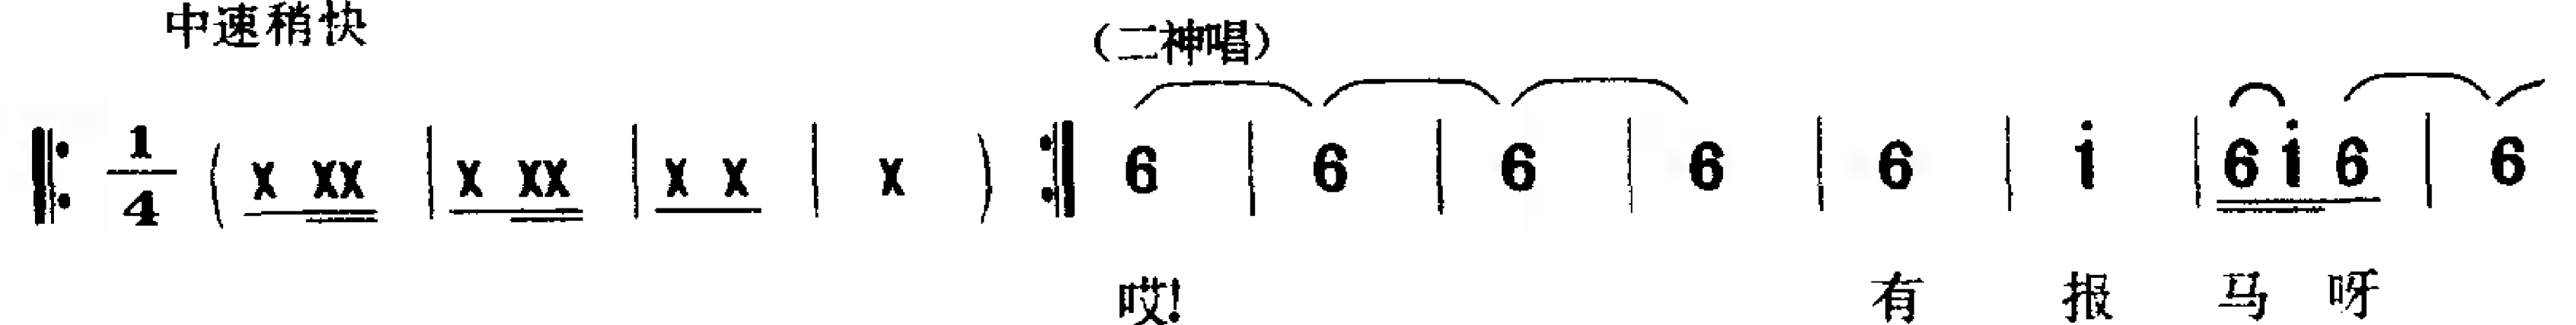 中速稍快
（二神唱）
1/4 ( x xx | x xx | x x | x ) 6 | 6 | 6 | 6 | 6 | i | 6 i 6 | 6
哎! 有 报 马 呀